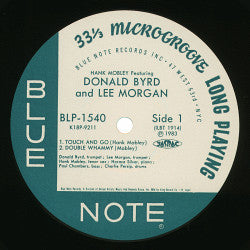 33⅓ MICROGROOVE LONG PLAYING
BLUE NOTE RECORDS INC • 47 WEST 63rd • NYC
HANK MOBLEY Featuring
DONALD BYRD
and LEE MORGAN
BLP-1540
K18P-9211
Side 1
(LBT 1914)
℗ 1983
1. TOUCH AND GO (Hank Mobley)
2. DOUBLE WHAMMY (Mobley)
Donald Byrd, trumpet; Lee Morgan, trumpet;
Hank Mobley, tenor sax; Horace Silver, piano;
Paul Chambers, bass; Charlie Persip, drums
BLUE
NOTE